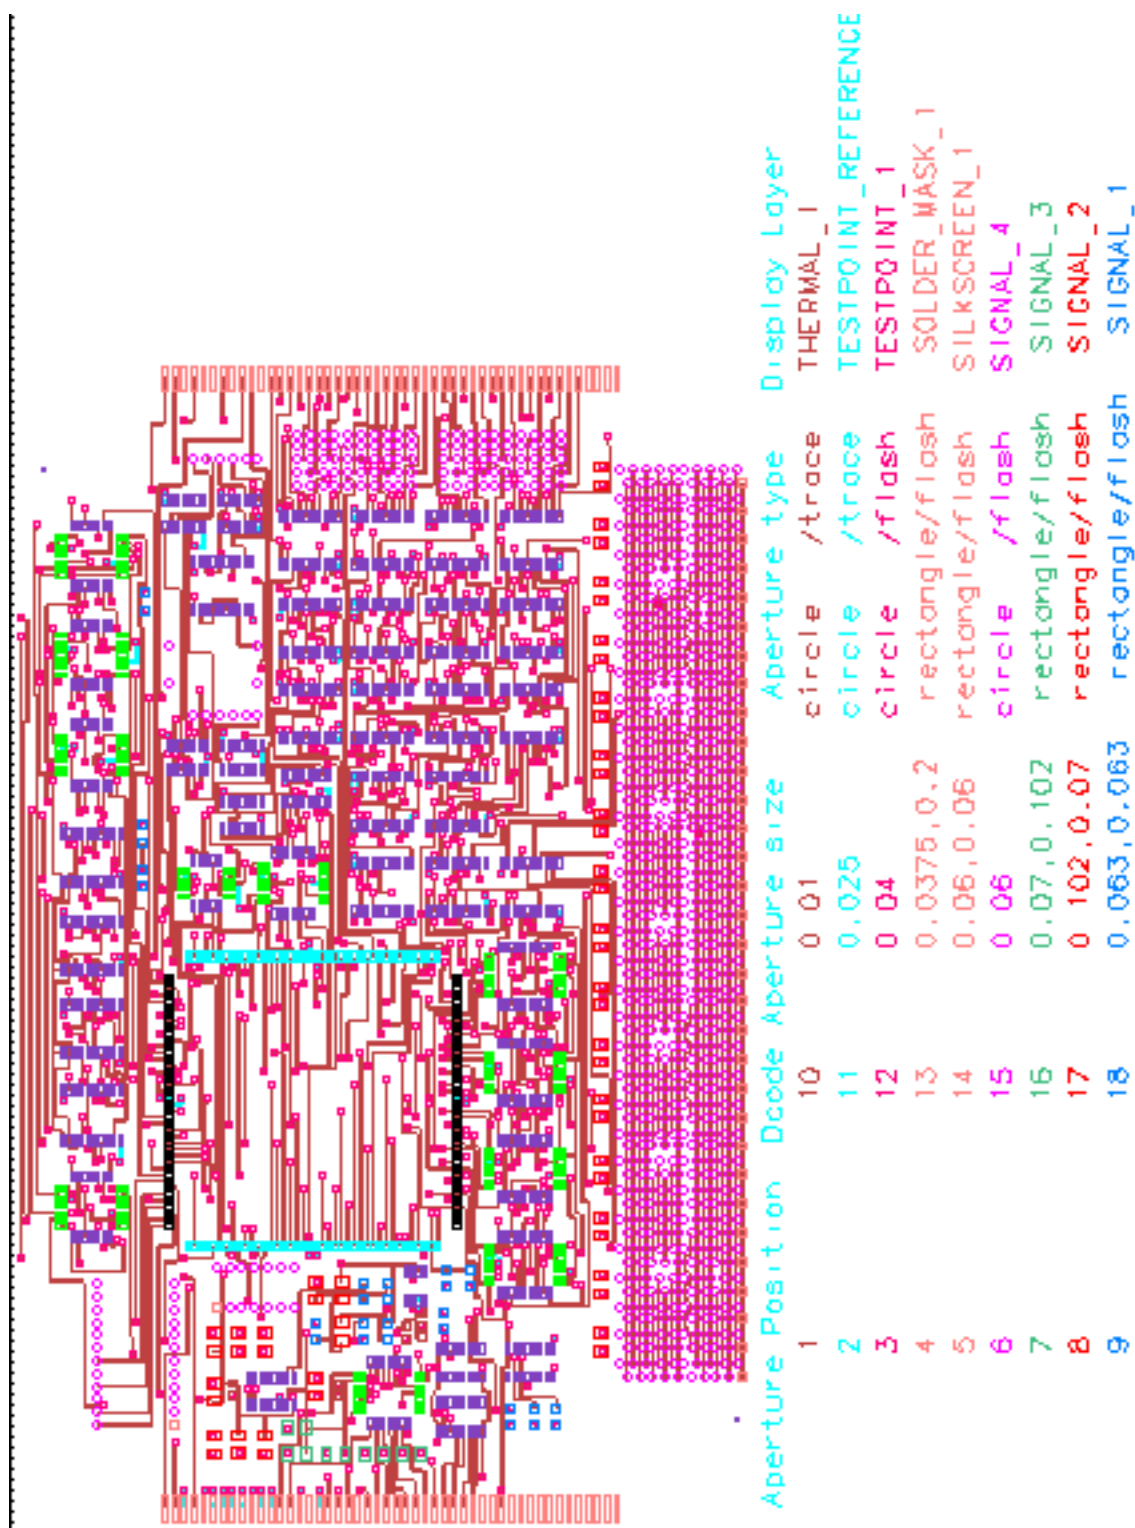 Aperture Position Dcode Aperture size Aperture type Display Layer
1 10 0.01 circle /trace THERMAL_1
2 11 0.025 circle /trace TESTPOINT_REFERENCE
3 12 0.04 circle /flash TESTPOINT_1
4 13 0.0375,0.2 rectangle/flash SOLDER_MASK_1
5 14 0.06,0.06 rectangle/flash SILKSCREEN_1
6 15 0.06 circle /flash SIGNAL_4
7 16 0.07,0.102 rectangle/flash SIGNAL_3
8 17 0.102,0.07 rectangle/flash SIGNAL_2
9 18 0.063,0.063 rectangle/flash SIGNAL_1